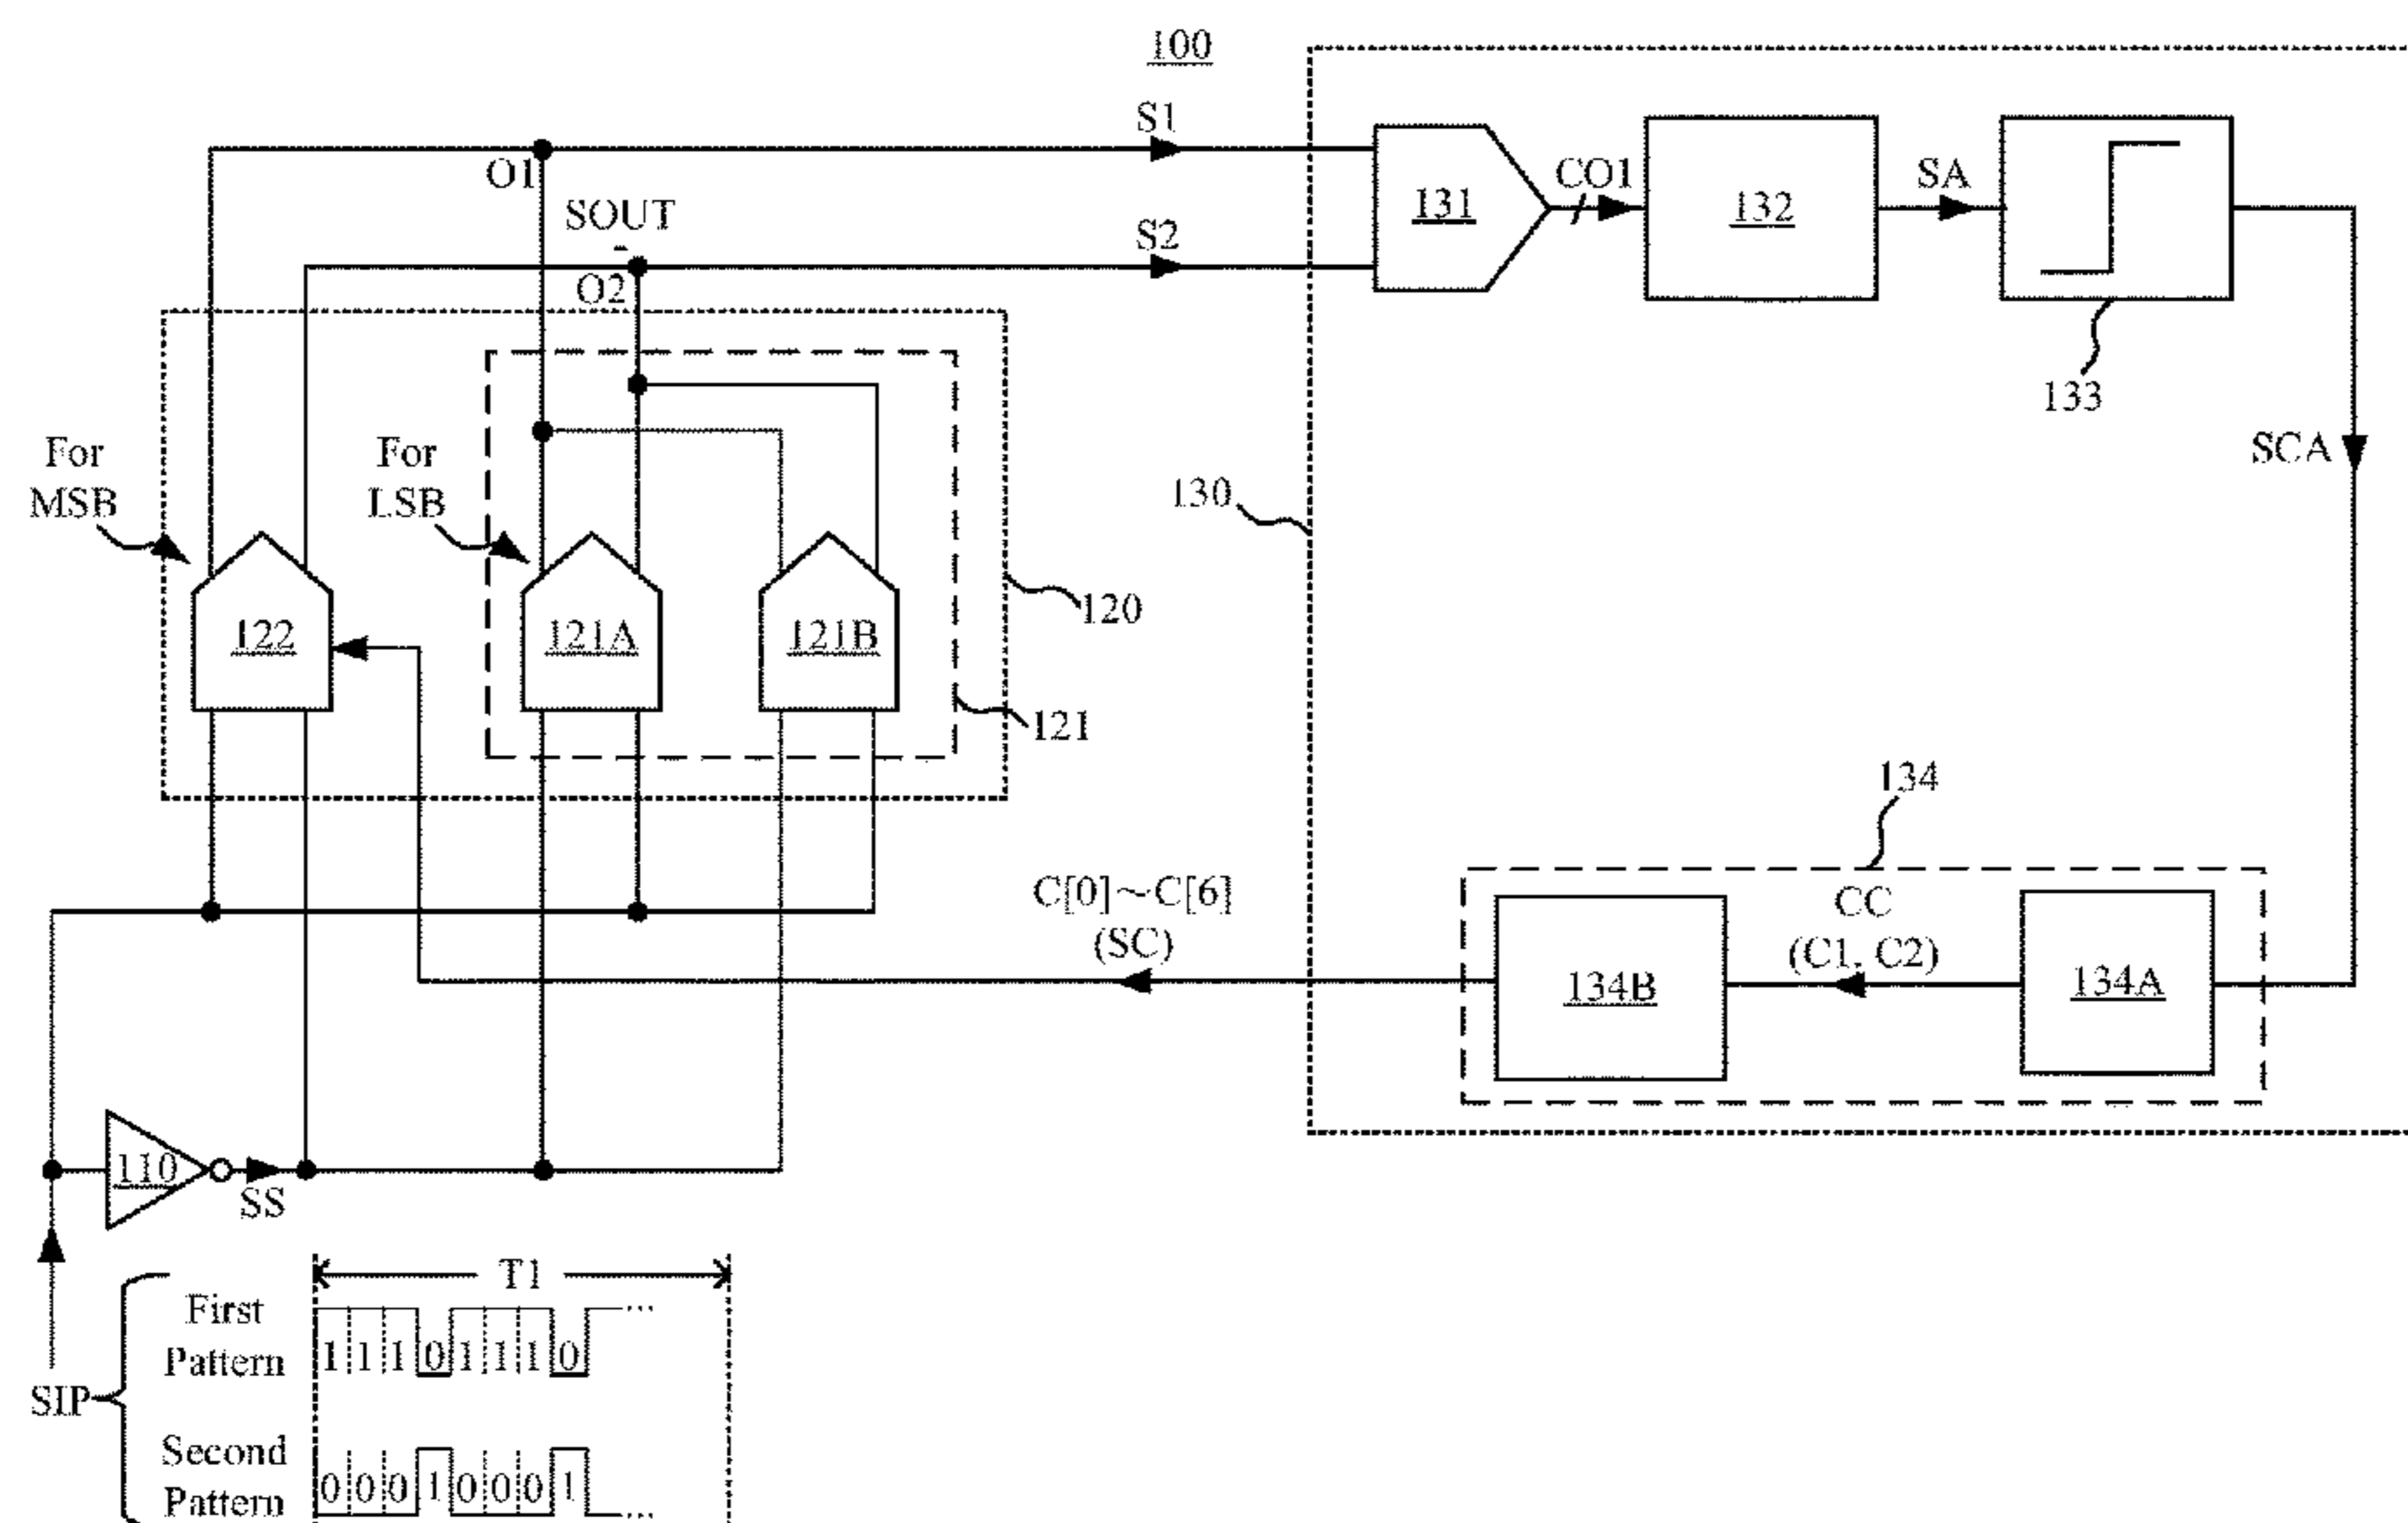 100
S1
O1
SOUT
S2
O2
131
CO1
132
SA
133
SCA
For
MSB
For
LSB
130
122
121A
121B
120
121
134
C[0]~C[6]
(SC)
CC
(C1, C2)
134B
134A
110
SS
T1
First
Pattern
1 1 1 0 1 1 1 0 ...
SIP
Second
Pattern
0 0 0 1 0 0 0 1 ...